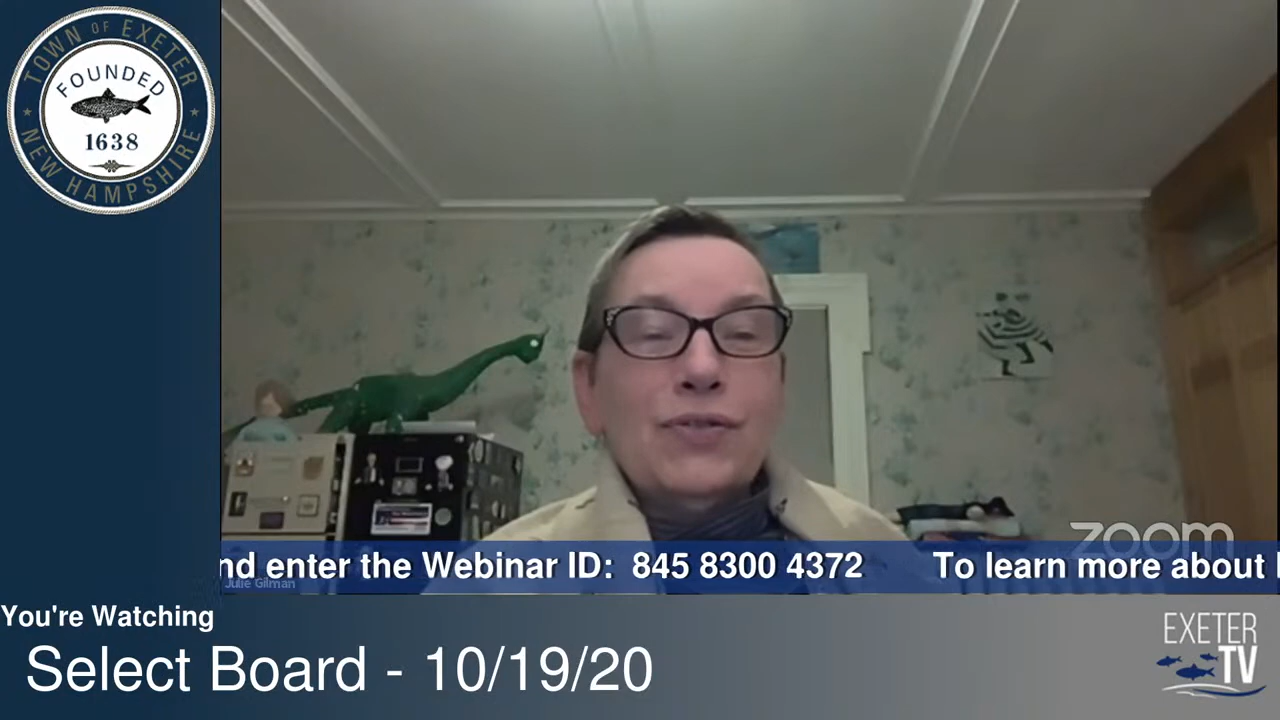 TOWN OF EXETER
FOUNDED
1638
NEW HAMPSHIRE
zoom
nd enter the Webinar ID: 845 8300 4372 To learn more about
Julie Gilman
You're Watching
Select Board - 10/19/20
EXETER
TV